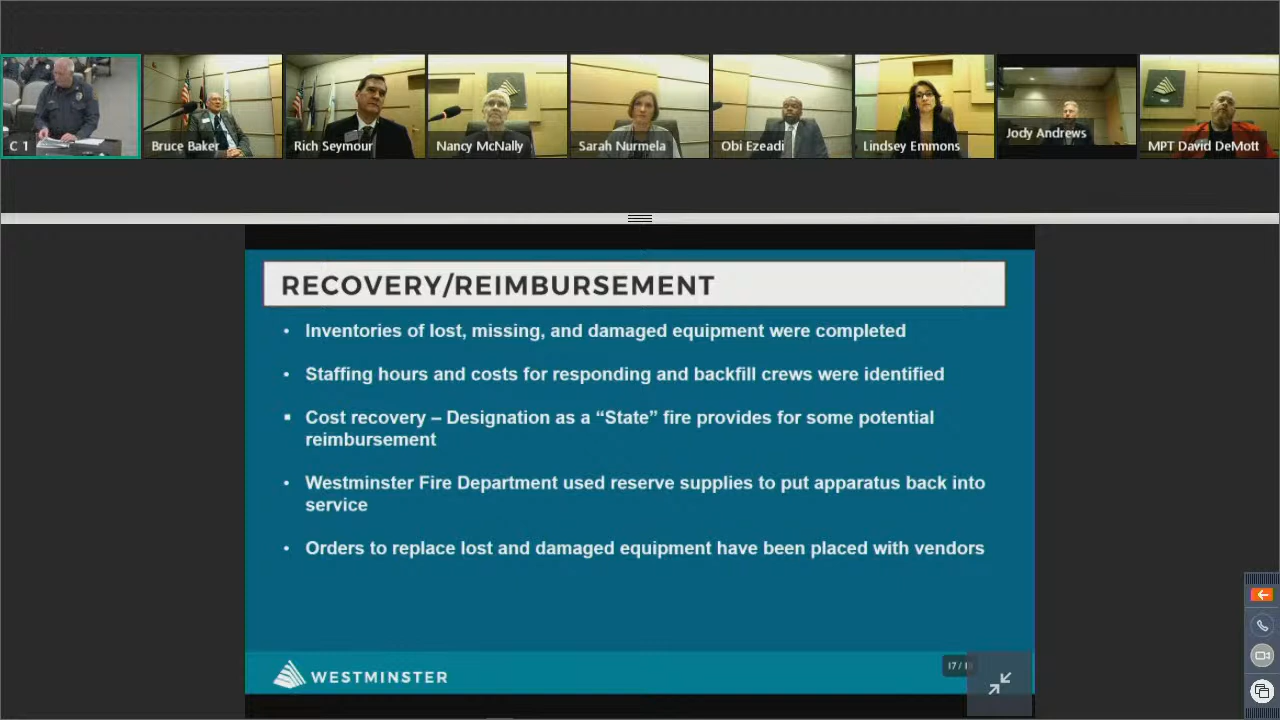 C 1
Bruce Baker
Rich Seymour
Nancy McNally
Sarah Nurmela
Obi Ezeadi
Lindsey Emmons
Jody Andrews
MPT David DeMott
RECOVERY/REIMBURSEMENT
• Inventories of lost, missing, and damaged equipment were completed
• Staffing hours and costs for responding and backfill crews were identified
▪ Cost recovery – Designation as a “State” fire provides for some potential
reimbursement
• Westminster Fire Department used reserve supplies to put apparatus back into
service
• Orders to replace lost and damaged equipment have been placed with vendors
WESTMINSTER
17 /